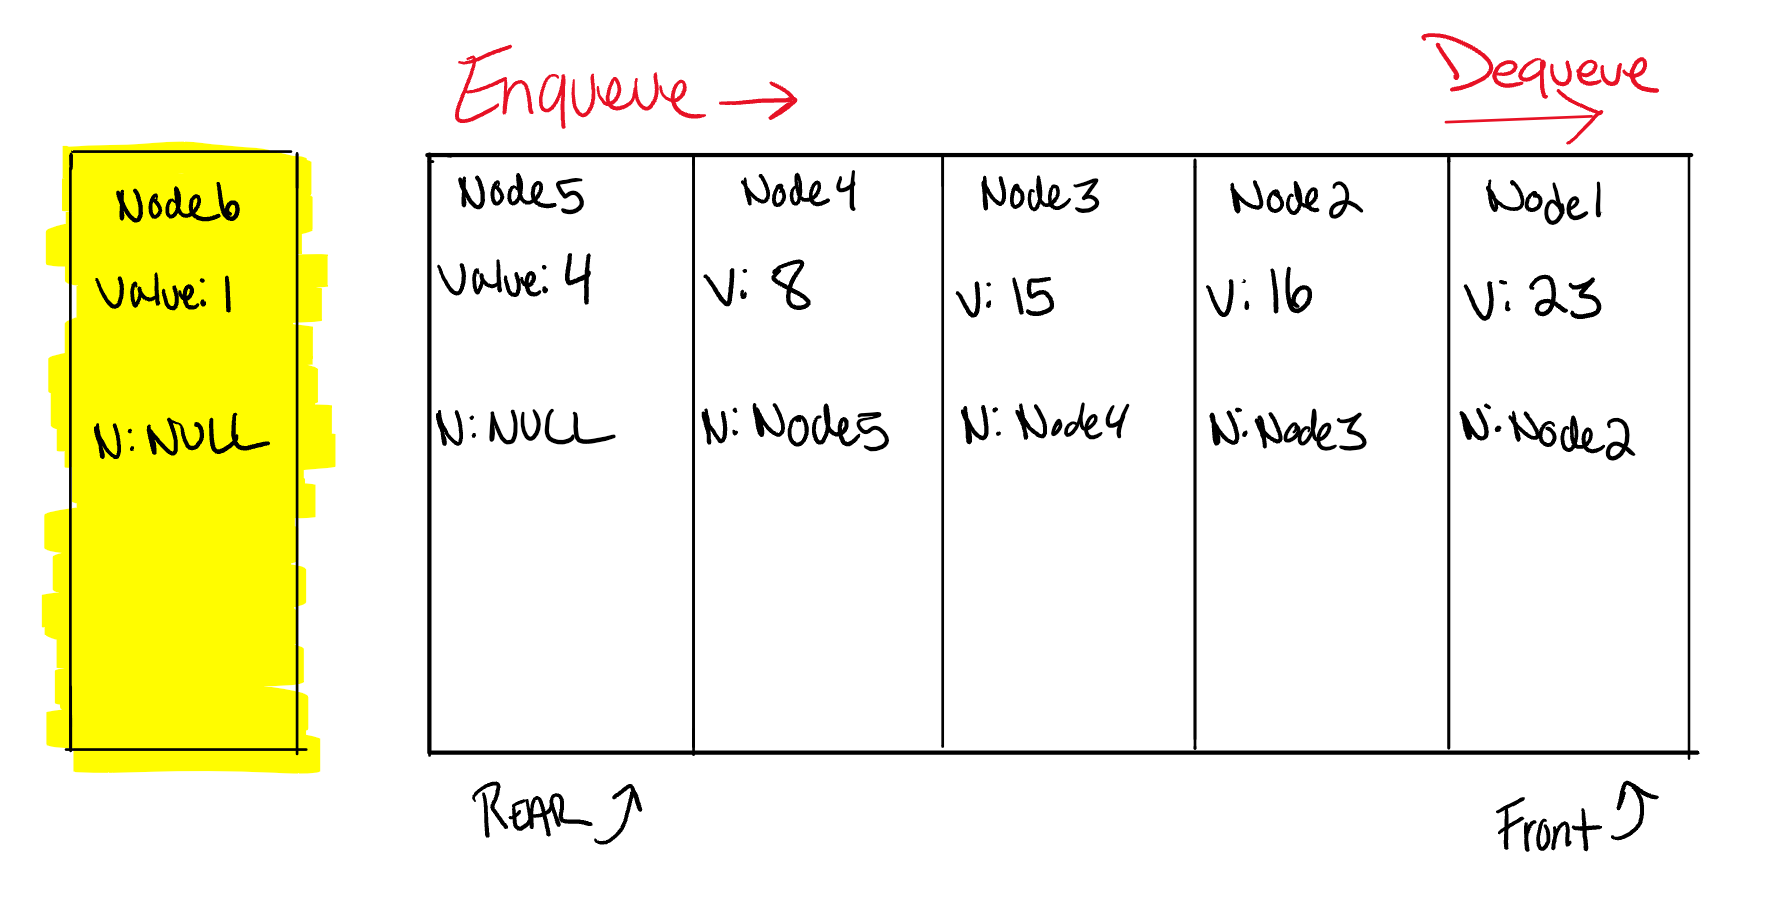 Enqueue →
Dequeue →
Node6
Value: 1
N: NULL
Node5
Value: 4
N: NULL
Node4
V: 8
N: Node5
Node3
V: 15
N: Node4
Node2
V: 16
N: Node3
Node1
V: 23
N: Node2
REAR
Front